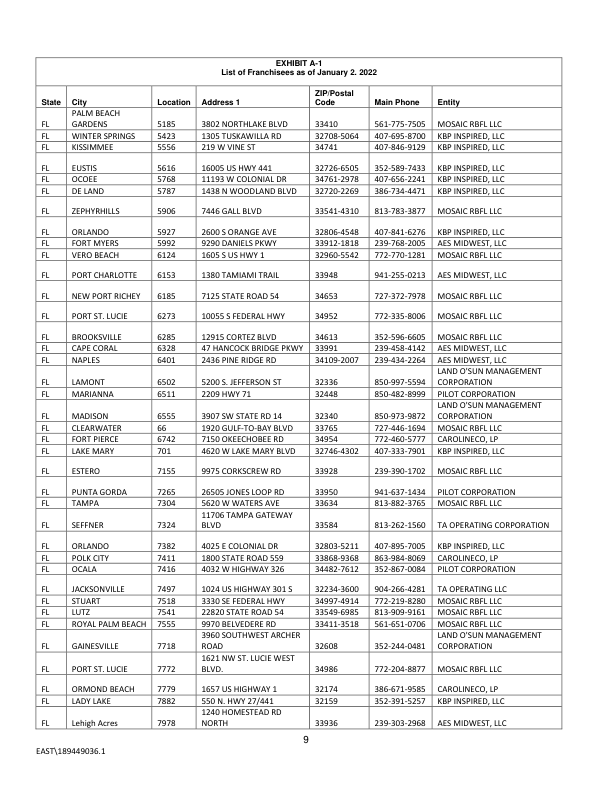 EXHIBIT A-1
List of Franchisees as of January 2. 2022
State City Location Address 1 ZIP/Postal Code Main Phone Entity
FL PALM BEACH GARDENS 5185 3802 NORTHLAKE BLVD 33410 561-775-7505 MOSAIC RBFL LLC
FL WINTER SPRINGS 5423 1305 TUSKAWILLA RD 32708-5064 407-695-8700 KBP INSPIRED, LLC
FL KISSIMMEE 5556 219 W VINE ST 34741 407-846-9129 KBP INSPIRED, LLC
FL EUSTIS 5616 16005 US HWY 441 32726-6505 352-589-7433 KBP INSPIRED, LLC
FL OCOEE 5768 11193 W COLONIAL DR 34761-2978 407-656-2241 KBP INSPIRED, LLC
FL DE LAND 5787 1438 N WOODLAND BLVD 32720-2269 386-734-4471 KBP INSPIRED, LLC
FL ZEPHYRHILLS 5906 7446 GALL BLVD 33541-4310 813-783-3877 MOSAIC RBFL LLC
FL ORLANDO 5927 2600 S ORANGE AVE 32806-4548 407-841-6276 KBP INSPIRED, LLC
FL FORT MYERS 5992 9290 DANIELS PKWY 33912-1818 239-768-2005 AES MIDWEST, LLC
FL VERO BEACH 6124 1605 S US HWY 1 32960-5542 772-770-1281 MOSAIC RBFL LLC
FL PORT CHARLOTTE 6153 1380 TAMIAMI TRAIL 33948 941-255-0213 AES MIDWEST, LLC
FL NEW PORT RICHEY 6185 7125 STATE ROAD 54 34653 727-372-7978 MOSAIC RBFL LLC
FL PORT ST. LUCIE 6273 10055 S FEDERAL HWY 34952 772-335-8006 MOSAIC RBFL LLC
FL BROOKSVILLE 6285 12915 CORTEZ BLVD 34613 352-596-6605 MOSAIC RBFL LLC
FL CAPE CORAL 6328 47 HANCOCK BRIDGE PKWY 33991 239-458-4142 AES MIDWEST, LLC
FL NAPLES 6401 2436 PINE RIDGE RD 34109-2007 239-434-2264 AES MIDWEST, LLC
FL LAMONT 6502 5200 S. JEFFERSON ST 32336 850-997-5594 LAND O'SUN MANAGEMENT CORPORATION
FL MARIANNA 6511 2209 HWY 71 32448 850-482-8999 PILOT CORPORATION
FL MADISON 6555 3907 SW STATE RD 14 32340 850-973-9872 LAND O'SUN MANAGEMENT CORPORATION
FL CLEARWATER 66 1920 GULF-TO-BAY BLVD 33765 727-446-1694 MOSAIC RBFL LLC
FL FORT PIERCE 6742 7150 OKEECHOBEE RD 34954 772-460-5777 CAROLINECO, LP
FL LAKE MARY 701 4620 W LAKE MARY BLVD 32746-4302 407-333-7901 KBP INSPIRED, LLC
FL ESTERO 7155 9975 CORKSCREW RD 33928 239-390-1702 MOSAIC RBFL LLC
FL PUNTA GORDA 7265 26505 JONES LOOP RD 33950 941-637-1434 PILOT CORPORATION
FL TAMPA 7304 5620 W WATERS AVE 33634 813-882-3765 MOSAIC RBFL LLC
FL SEFFNER 7324 11706 TAMPA GATEWAY BLVD 33584 813-262-1560 TA OPERATING CORPORATION
FL ORLANDO 7382 4025 E COLONIAL DR 32803-5211 407-895-7005 KBP INSPIRED, LLC
FL POLK CITY 7411 1800 STATE ROAD 559 33868-9368 863-984-8069 CAROLINECO, LP
FL OCALA 7416 4032 W HIGHWAY 326 34482-7612 352-867-0084 PILOT CORPORATION
FL JACKSONVILLE 7497 1024 US HIGHWAY 301 S 32234-3600 904-266-4281 TA OPERATING LLC
FL STUART 7518 3330 SE FEDERAL HWY 34997-4914 772-219-8280 MOSAIC RBFL LLC
FL LUTZ 7541 22820 STATE ROAD 54 33549-6985 813-909-9161 MOSAIC RBFL LLC
FL ROYAL PALM BEACH 7555 9970 BELVEDERE RD 33411-3518 561-651-0706 MOSAIC RBFL LLC
FL GAINESVILLE 7718 3960 SOUTHWEST ARCHER ROAD 32608 352-244-0481 LAND O'SUN MANAGEMENT CORPORATION
FL PORT ST. LUCIE 7772 1621 NW ST. LUCIE WEST BLVD. 34986 772-204-8877 MOSAIC RBFL LLC
FL ORMOND BEACH 7779 1657 US HIGHWAY 1 32174 386-671-9585 CAROLINECO, LP
FL LADY LAKE 7882 550 N. HWY 27/441 32159 352-391-5257 KBP INSPIRED, LLC
FL Lehigh Acres 7978 1240 HOMESTEAD RD NORTH 33936 239-303-2968 AES MIDWEST, LLC
9
EAST\189449036.1